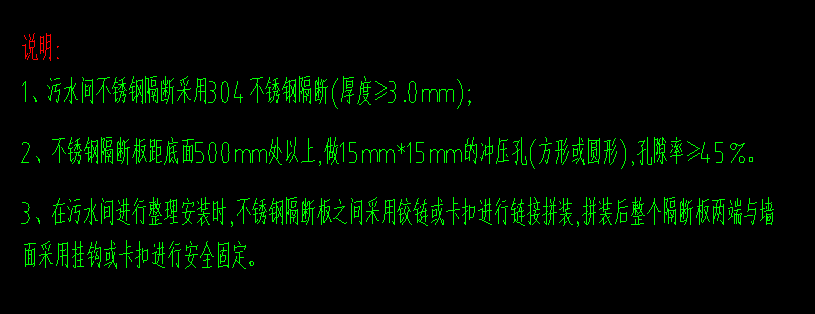 说明:
1、污水间不锈钢隔断采用304 不锈钢隔断(厚度≥3.0mm);
2、不锈钢隔断板距底面500mm处以上,做15mm*15mm的冲压孔(方形或圆形),孔隙率≥45%。
3、在污水间进行整理安装时,不锈钢隔断板之间采用铰链或卡扣进行链接拼装,拼装后整个隔断板两端与墙
面采用挂钩或卡扣进行安全固定。